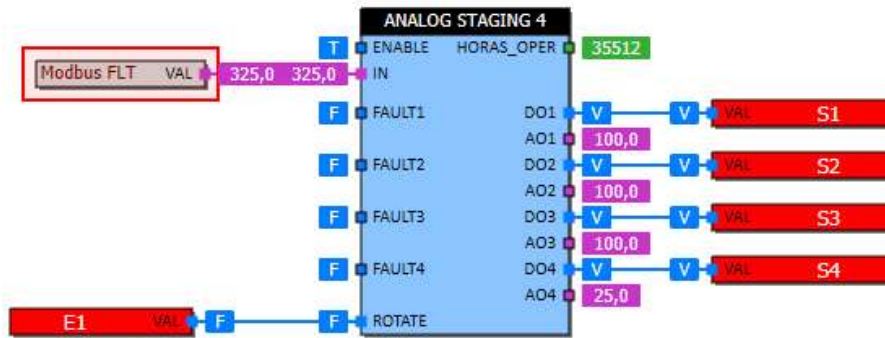 ANALOG STAGING 4
T ENABLE HORAS_OPER 35512
Modbus FLT VAL 325,0 325,0 IN
F FAULT1 DO1 V V VAL S1
AO1 100,0
F FAULT2 DO2 V V VAL S2
AO2 100,0
F FAULT3 DO3 V V VAL S3
AO3 100,0
F FAULT4 DO4 V V VAL S4
AO4 25,0
E1 VAL F F ROTATE